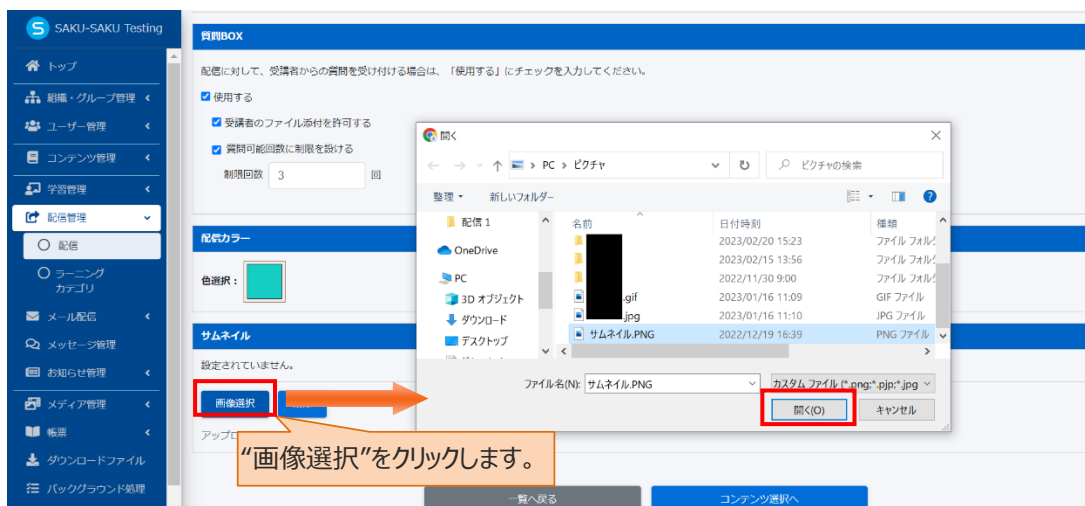 S SAKU-SAKU Testing
トップ
組織・グループ管理
ユーザー管理
コンテンツ管理
学習管理
配信管理
配信
ラーニング
カテゴリ
メール配信
メッセージ管理
お知らせ管理
メディア管理
帳票
ダウンロードファイル
バックグラウンド処理
質問BOX
配信に対して、受講者からの質問を受け付ける場合は、「使用する」にチェックを入力してください。
使用する
受講者のファイル添付を許可する
質問可能回数に制限を設ける
制限回数 3 回
配信カラー
色選択：
サムネイル
設定されていません。
画像選択
アップロ
“画像選択”をクリックします。
一覧へ戻る
コンテンツ選択へ
開く
PC › ピクチャ
ピクチャの検索
整理 新しいフォルダー
配信 1
OneDrive
PC
3D オブジェクト
ダウンロード
デスクトップ
名前 日付時刻 種類
2023/02/20 15:23 ファイル フォル
2023/02/15 13:56 ファイル フォル
2022/11/30 9:00 ファイル フォル
.gif 2023/01/16 11:09 GIF ファイル
.jpg 2023/01/16 11:10 JPG ファイル
サムネイル.PNG 2022/12/19 16:39 PNG ファイル
ファイル名(N): サムネイル.PNG
カスタム ファイル (*.png;*.pjp;*.jpg
開く(O)
キャンセル